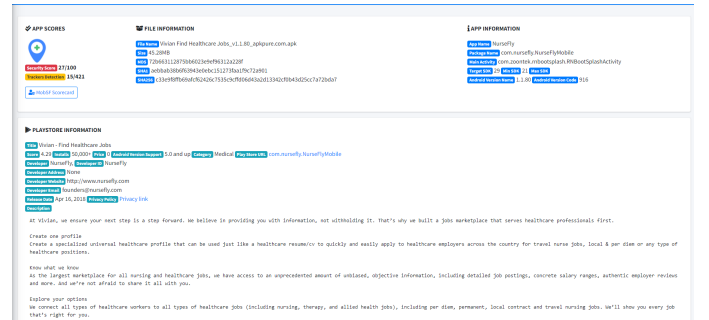 APP SCORES
Security Score 27/100
Trackers Detection 15/421
MobSF Scorecard
FILE INFORMATION
File Name Vivian Find Healthcare Jobs_v1.1.80_apkpure.com.apk
Size 45.28MB
MD5 72b663112875bb6023e9ef96312a228f
SHA1 2ebbab38b6f63943e0ebc151273faa1f9c72a901
SHA256 c33e9f8ffb69afcf62426c7535c9cffd06d43a2d13342cf0b43d25cc7a72bda7
APP INFORMATION
App Name NurseFly
Package Name com.nursefly.NurseFlyMobile
Main Activity com.zoontek.rnbootsplash.RNBootSplashActivity
Target SDK 29 Min SDK 21 Max SDK
Android Version Name 1.1.80 Android Version Code 916
PLAYSTORE INFORMATION
Title Vivian - Find Healthcare Jobs
Score 4.29 Installs 50,000+ Price 0 Android Version Support 5.0 and up Category Medical Play Store URL com.nursefly.NurseFlyMobile
Developer NurseFly, Developer ID NurseFly
Developer Address None
Developer Website http://www.nursefly.com
Developer Email founders@nursefly.com
Release Date Apr 16, 2018 Privacy Policy Privacy link
Description
At Vivian, we ensure your next step is a step forward. We believe in providing you with information, not withholding it. That's why we built a jobs marketplace that serves healthcare professionals first.
Create one profile
Create a specialized universal healthcare profile that can be used just like a healthcare resume/cv to quickly and easily apply to healthcare employers across the country for travel nurse jobs, local & per diem or any type of
healthcare positions.
Know what we know
As the largest marketplace for all nursing and healthcare jobs, we have access to an unprecedented amount of unbiased, objective information, including detailed job postings, concrete salary ranges, authentic employer reviews
and more. And we're not afraid to share it all with you.
Explore your options
We connect all types of healthcare workers to all types of healthcare jobs (including nursing, therapy, and allied health jobs), including per diem, permanent, local contract and travel nursing jobs. We'll show you every job
that's right for you.